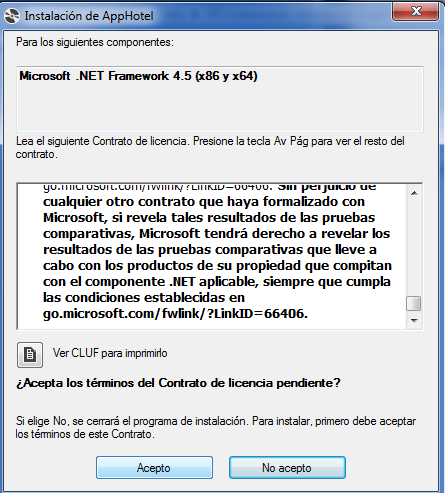 Instalación de AppHotel
Para los siguientes componentes:
Microsoft .NET Framework 4.5 (x86 y x64)
Lea el siguiente Contrato de licencia. Presione la tecla Av Pág para ver el resto del
contrato.
go.microsoft.com/fwlink/?LinkID=66406. Sin perjuicio de
cualquier otro contrato que haya formalizado con
Microsoft, si revela tales resultados de las pruebas
comparativas, Microsoft tendrá derecho a revelar los
resultados de las pruebas comparativas que lleve a
cabo con los productos de su propiedad que compitan
con el componente .NET aplicable, siempre que cumpla
las condiciones establecidas en
go.microsoft.com/fwlink/?LinkID=66406.
Ver CLUF para imprimirlo
¿Acepta los términos del Contrato de licencia pendiente?
Si elige No, se cerrará el programa de instalación. Para instalar, primero debe aceptar
los términos de este Contrato.
Acepto
No acepto